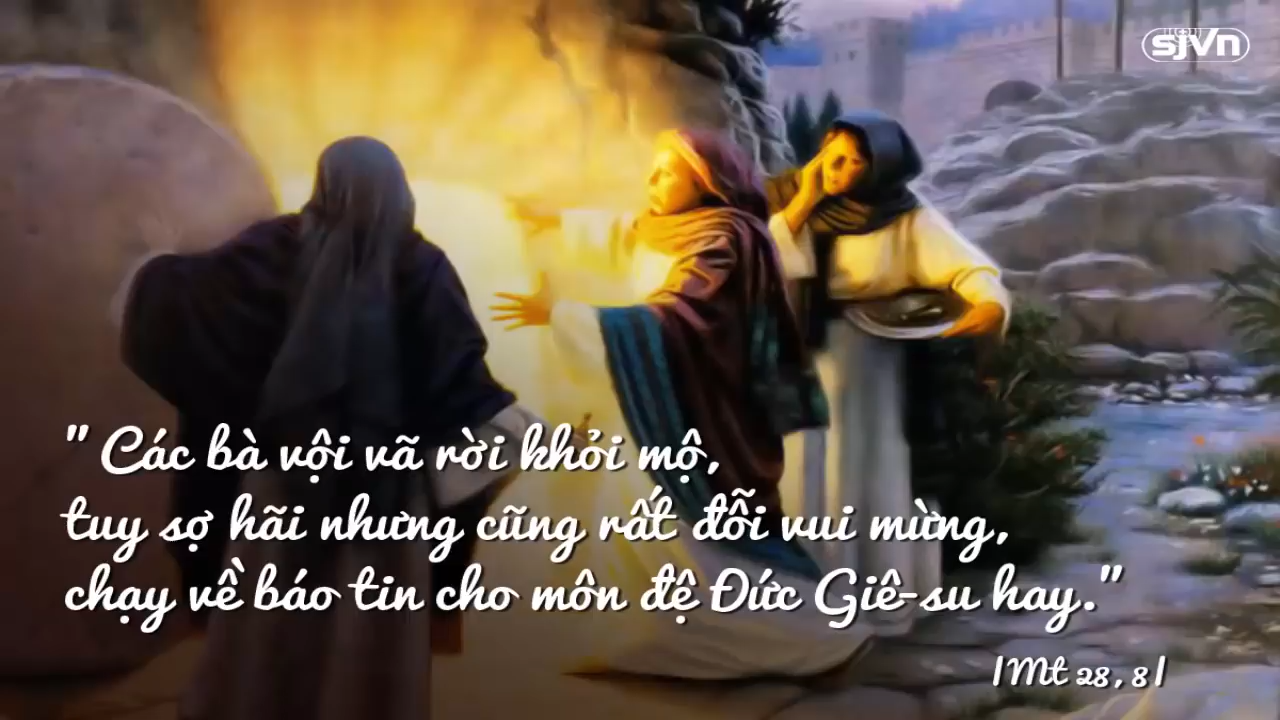 sjvn
" Các bà vội vã rời khỏi mộ,
tuy sợ hãi nhưng cũng rất đỗi vui mừng,
chạy về báo tin cho môn đệ Đức Giê-su hay."
|Mt 28, 8|